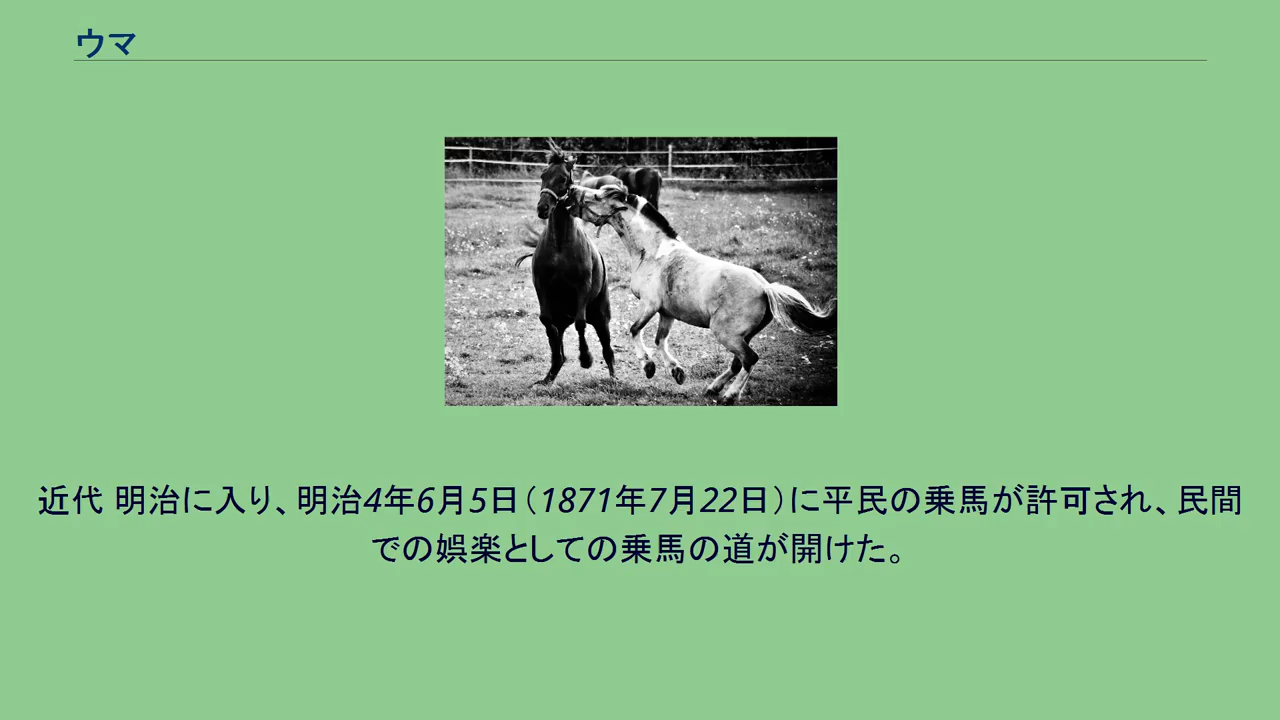 ウマ
近代 明治に入り、明治4年6月5日（1871年7月22日）に平民の乗馬が許可され、民間
での娯楽としての乗馬の道が開けた。